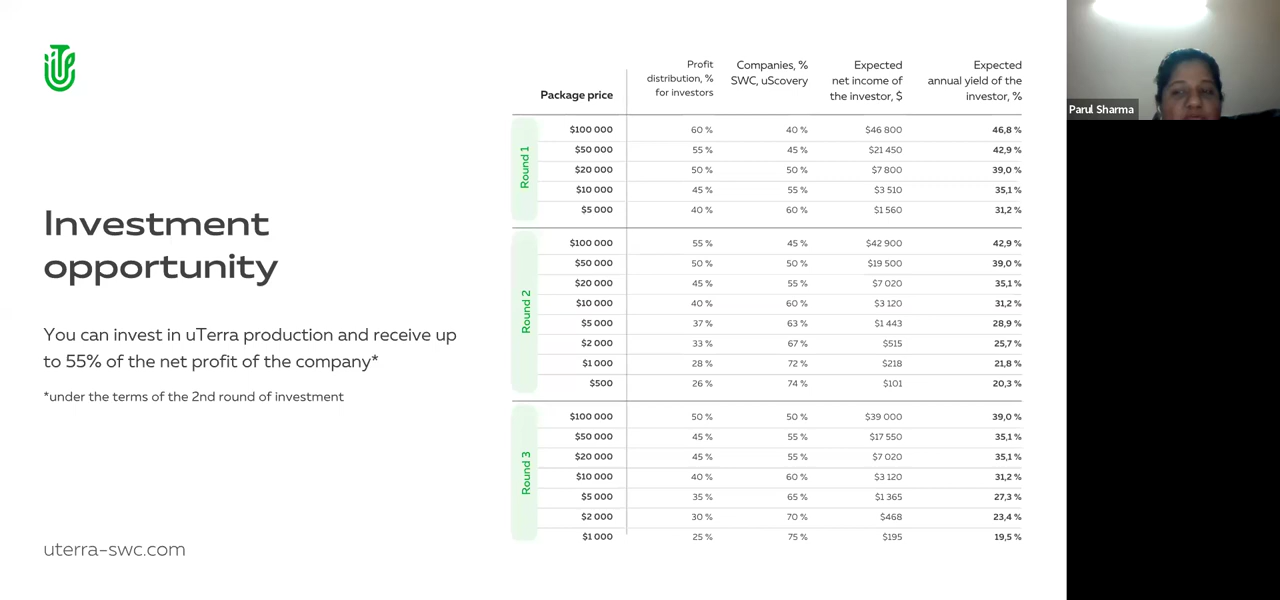 Investment
opportunity
You can invest in uTerra production and receive up
to 55% of the net profit of the company*
*under the terms of the 2nd round of investment
uterra-swc.com
Package price
Profit distribution, % for investors
Companies, % SWC, uScovery
Expected net income of the investor, $
Expected annual yield of the investor, %
Round 1
$100 000 60 % 40 % $46 800 46,8 %
$50 000 55 % 45 % $21 450 42,9 %
$20 000 50 % 50 % $7 800 39,0 %
$10 000 45 % 55 % $3 510 35,1 %
$5 000 40 % 60 % $1 560 31,2 %
Round 2
$100 000 55 % 45 % $42 900 42,9 %
$50 000 50 % 50 % $19 500 39,0 %
$20 000 45 % 55 % $7 020 35,1 %
$10 000 40 % 60 % $3 120 31,2 %
$5 000 37 % 63 % $1 443 28,9 %
$2 000 33 % 67 % $515 25,7 %
$1 000 28 % 72 % $218 21,8 %
$500 26 % 74 % $101 20,3 %
Round 3
$100 000 50 % 50 % $39 000 39,0 %
$50 000 45 % 55 % $17 550 35,1 %
$20 000 45 % 55 % $7 020 35,1 %
$10 000 40 % 60 % $3 120 31,2 %
$5 000 35 % 65 % $1 365 27,3 %
$2 000 30 % 70 % $468 23,4 %
$1 000 25 % 75 % $195 19,5 %
Parul Sharma